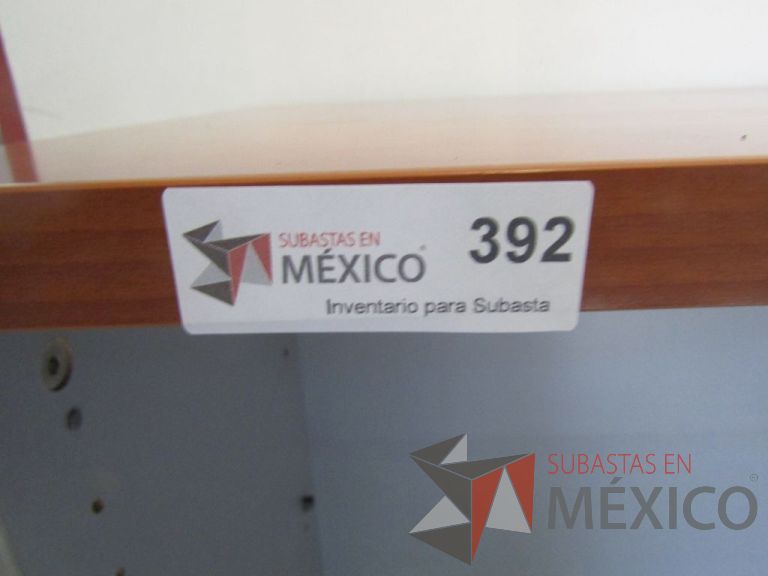 SUBASTAS EN
MÉXICO®
392
Inventario para Subasta
SUBASTAS EN
MÉXICO©